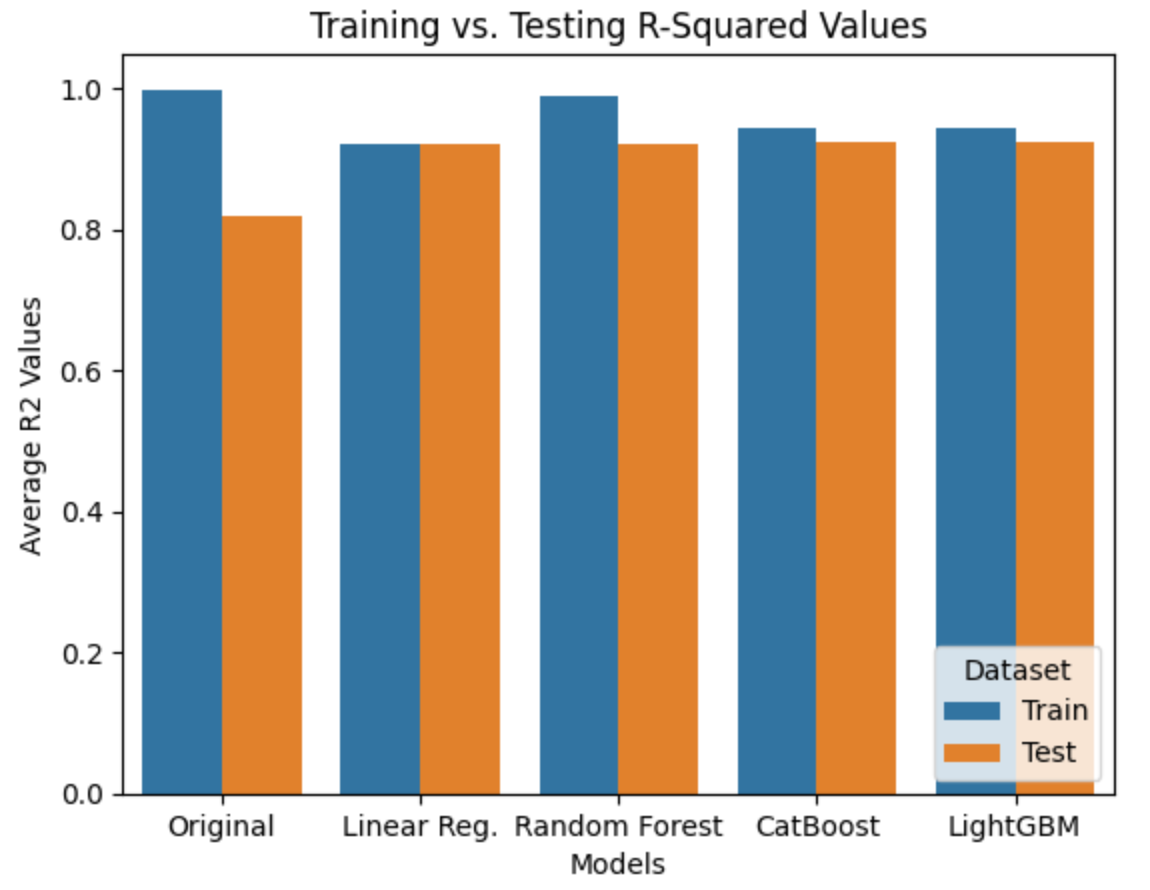 Training vs. Testing R-Squared Values
Average R2 Values
1.0
0.8
0.6
0.4
0.2
0.0
Dataset
Train
Test
Original Linear Reg. Random Forest CatBoost LightGBM
Models